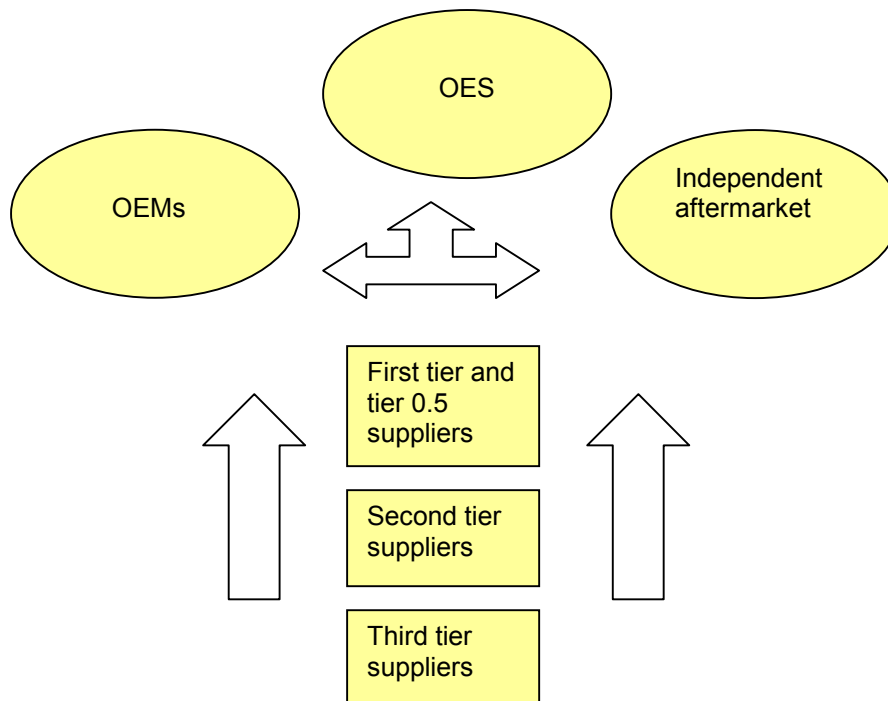 OES
OEMs
Independent
aftermarket
First tier and
tier 0.5
suppliers
Second tier
suppliers
Third tier
suppliers